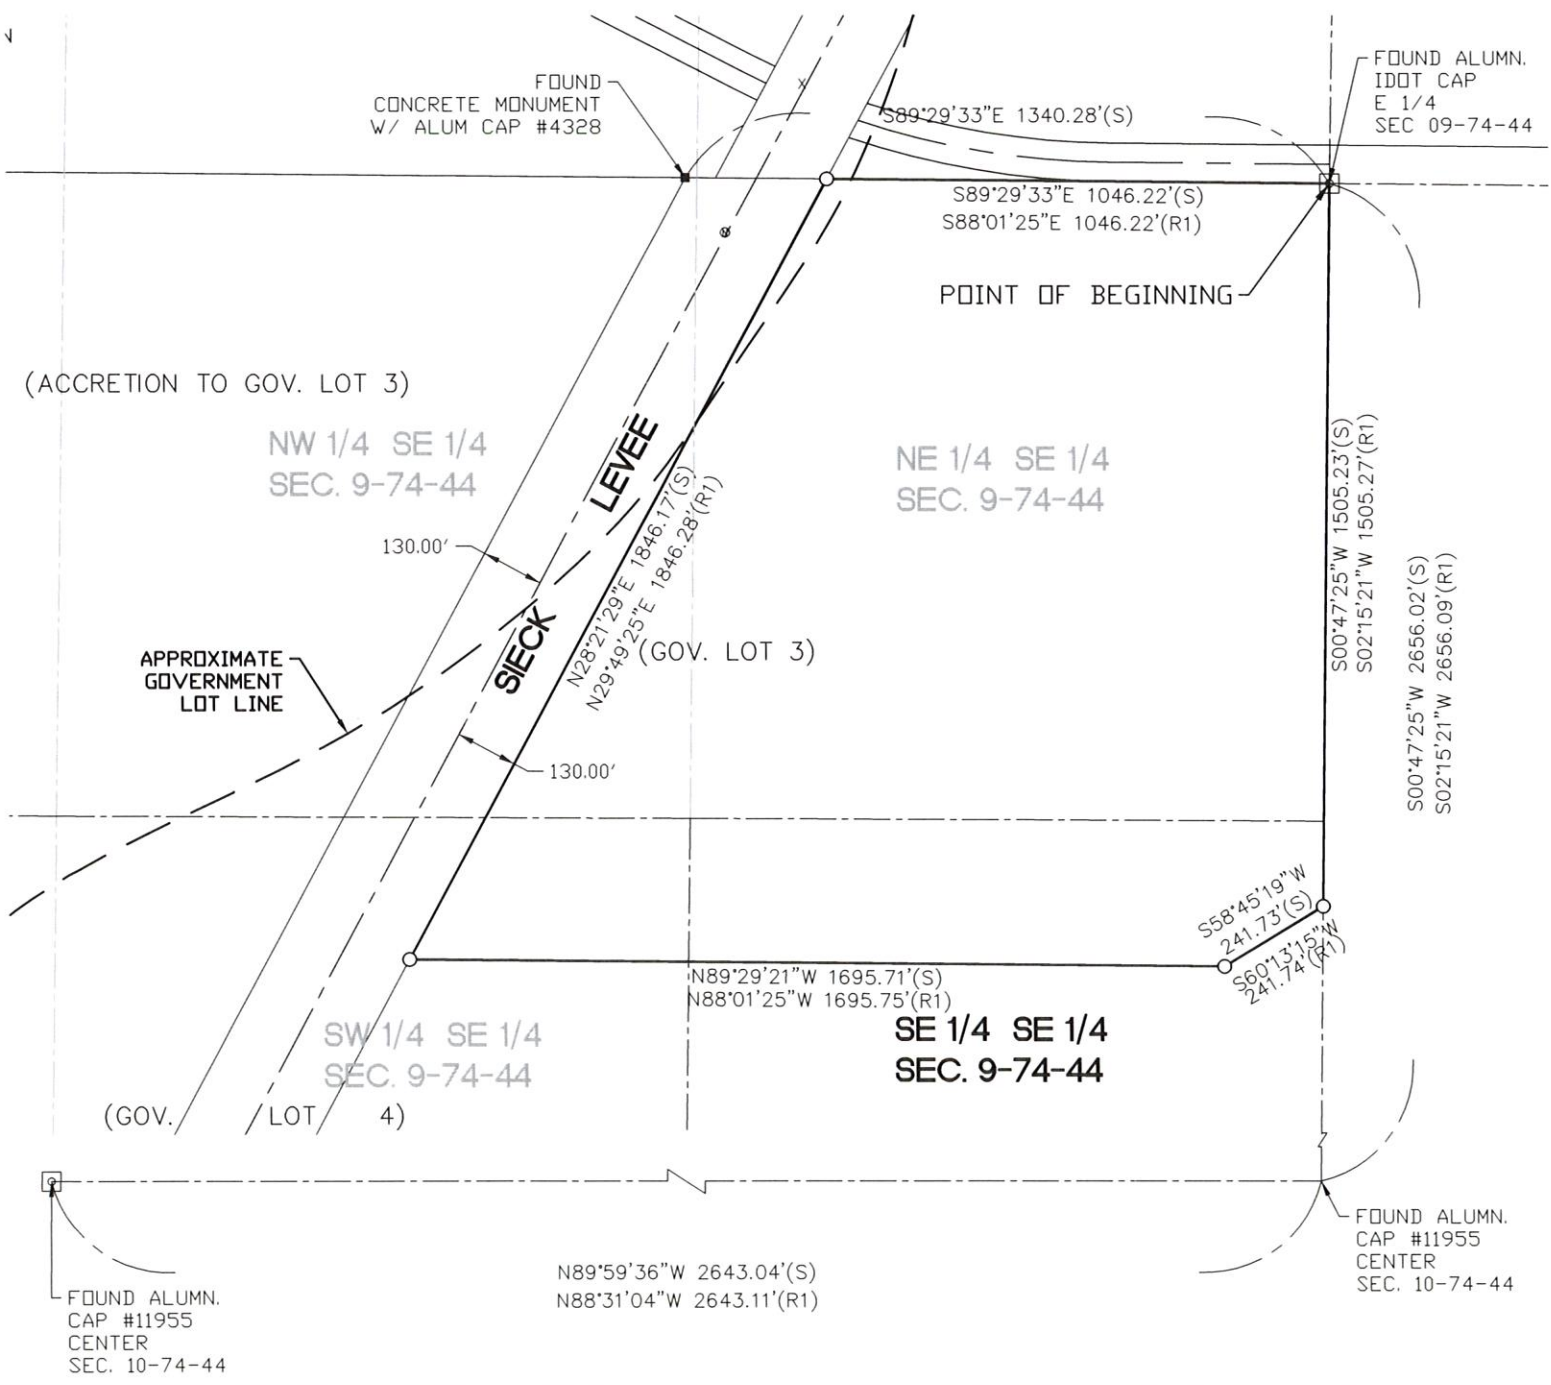 FOUND
CONCRETE MONUMENT
W/ ALUM CAP #4328
FOUND ALUMN.
IDOT CAP
E 1/4
SEC 09-74-44
S89°29'33"E 1340.28'(S)
S89°29'33"E 1046.22'(S)
S88°01'25"E 1046.22'(R1)
POINT OF BEGINNING
(ACCRETION TO GOV. LOT 3)
NW 1/4 SE 1/4
SEC. 9-74-44
NE 1/4 SE 1/4
SEC. 9-74-44
SIECK LEVEE
130.00'
N28°21'29"E 1846.17'(S)
N29°49'25"E 1846.28'(R1)
S00°47'25"W 1505.23'(S)
S02°15'21"W 1505.27'(R1)
S00°47'25"W 2656.02'(S)
S02°15'21"W 2656.09'(R1)
(GOV. LOT 3)
APPROXIMATE
GOVERNMENT
LOT LINE
130.00'
S58°45'19"W
241.73'(S)
S60°13'15"W
241.74'(R1)
N89°29'21"W 1695.71'(S)
N88°01'25"W 1695.75'(R1)
SW 1/4 SE 1/4
SEC. 9-74-44
SE 1/4 SE 1/4
SEC. 9-74-44
(GOV. LOT 4)
FOUND ALUMN.
CAP #11955
CENTER
SEC. 10-74-44
N89°59'36"W 2643.04'(S)
N88°31'04"W 2643.11'(R1)
FOUND ALUMN.
CAP #11955
CENTER
SEC. 10-74-44